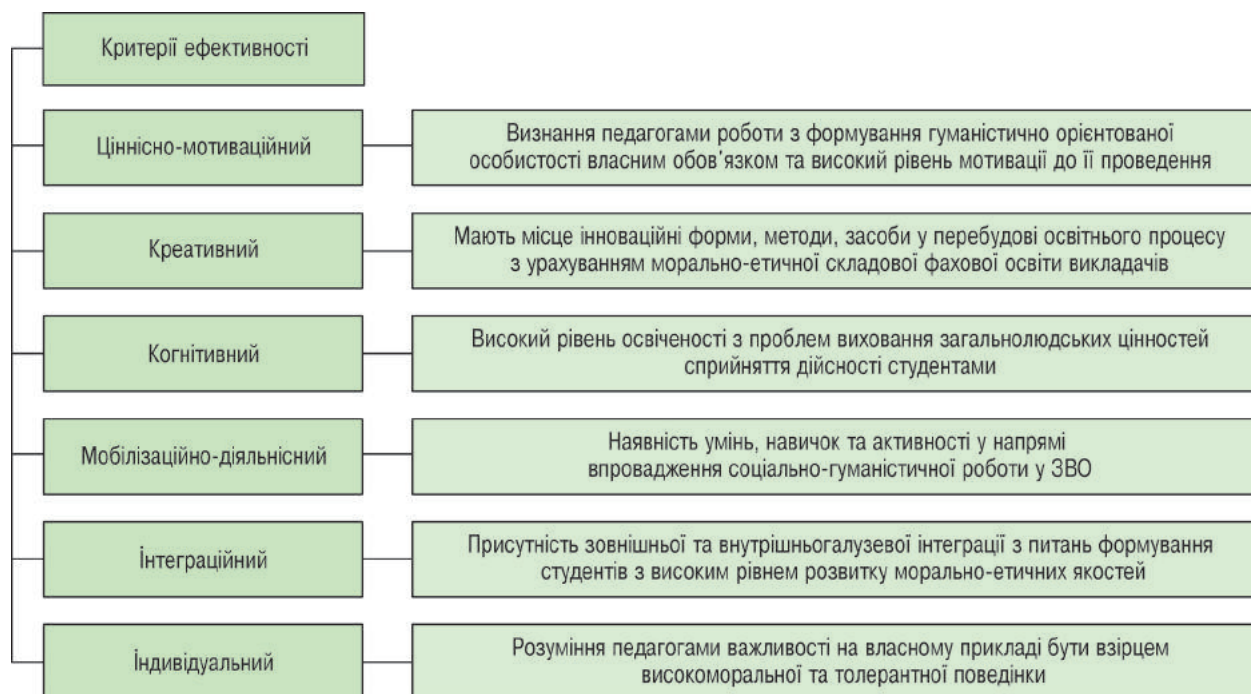 Критерії ефективності
Ціннісно-мотиваційний
Визнання педагогами роботи з формування гуманістично орієнтованої
особистості власним обов'язком та високий рівень мотивації до її проведення
Креативний
Мають місце інноваційні форми, методи, засоби у перебудові освітнього процесу
з урахуванням морально-етичної складової фахової освіти викладачів
Когнітивний
Високий рівень освіченості з проблем виховання загальнолюдських цінностей
сприйняття дійсності студентами
Мобілізаційно-діяльнісний
Наявність умінь, навичок та активності у напрямі
впровадження соціально-гуманістичної роботи у ЗВО
Інтеграційний
Присутність зовнішньої та внутрішньогалузевої інтеграції з питань формування
студентів з високим рівнем розвитку морально-етичних якостей
Індивідуальний
Розуміння педагогами важливості на власному прикладі бути взірцем
високоморальної та толерантної поведінки